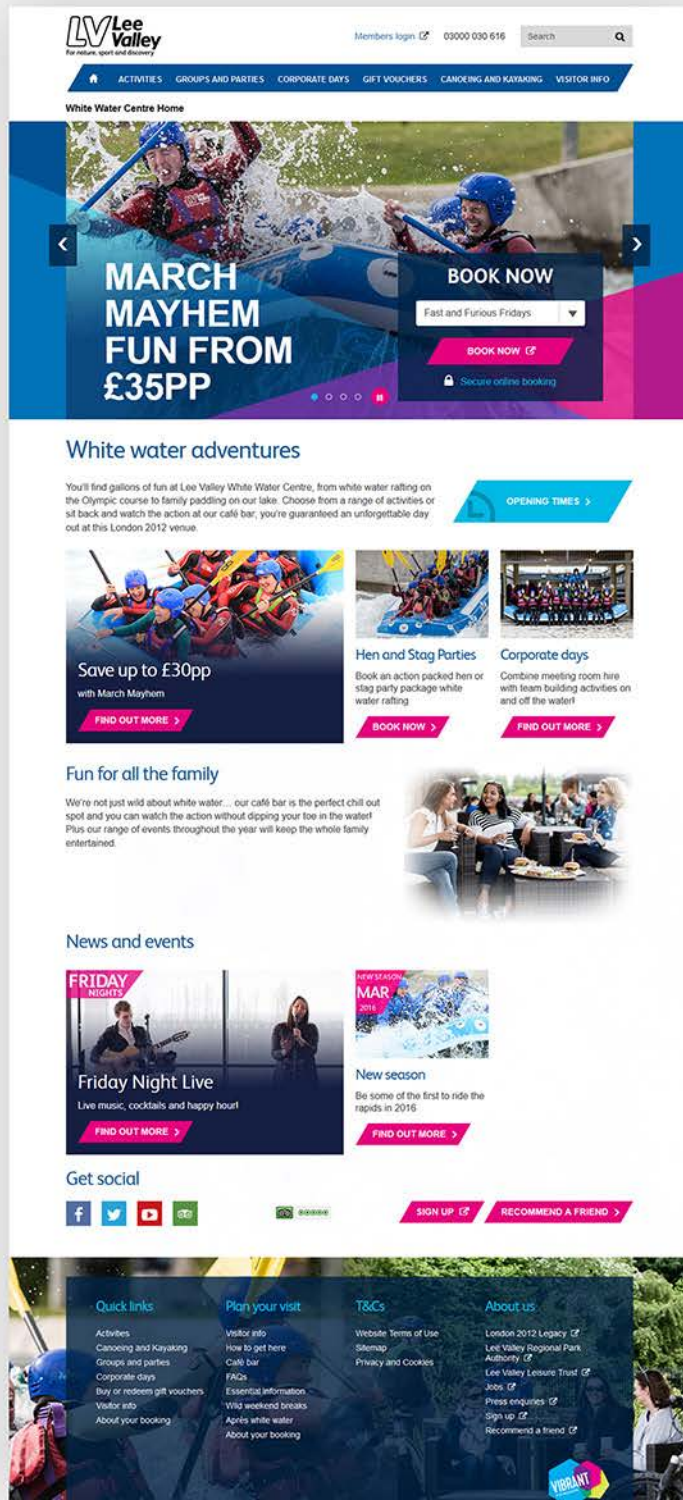 LV Lee
Valley
For nature, sport and discovery
Members login 03000 030 616 Search
ACTIVITIES GROUPS AND PARTIES CORPORATE DAYS GIFT VOUCHERS CANOEING AND KAYAKING VISITOR INFO
White Water Centre Home
MARCH
MAYHEM
FUN FROM
£35PP
BOOK NOW
Fast and Furious Fridays
BOOK NOW
Secure online booking
White water adventures
You'll find gallons of fun at Lee Valley White Water Centre, from white water rafting on
the Olympic course to family paddling on our lake. Choose from a range of activities or
sit back and watch the action at our café bar, you're guaranteed an unforgettable day
out at this London 2012 venue.
OPENING TIMES
Save up to £30pp
with March Mayhem
FIND OUT MORE
Hen and Stag Parties
Book an action packed hen or
stag party package white
water rafting
BOOK NOW
Corporate days
Combine meeting room hire
with team building activities on
and off the water!
FIND OUT MORE
Fun for all the family
We're not just wild about white water... our café bar is the perfect chill out
spot and you can watch the action without dipping your toe in the water!
Plus our range of events throughout the year will keep the whole family
entertained.
News and events
FRIDAY
NIGHTS
Friday Night Live
Live music, cocktails and happy hour!
FIND OUT MORE
NEW SEASON
MAR
2016
New season
Be some of the first to ride the
rapids in 2016
FIND OUT MORE
Get social
SIGN UP
RECOMMEND A FRIEND
Quick links
Activities
Canoeing and Kayaking
Groups and parties
Corporate days
Buy or redeem gift vouchers
Visitor info
About your booking
Plan your visit
Visitor info
How to get here
Café bar
FAQs
Essential information
Wild weekend breaks
Après white water
About your booking
T&Cs
Website Terms of Use
Sitemap
Privacy and Cookies
About us
London 2012 Legacy
Lee Valley Regional Park
Authority
Lee Valley Leisure Trust
Jobs
Press enquiries
Sign up
Recommend a friend
VIBRANT